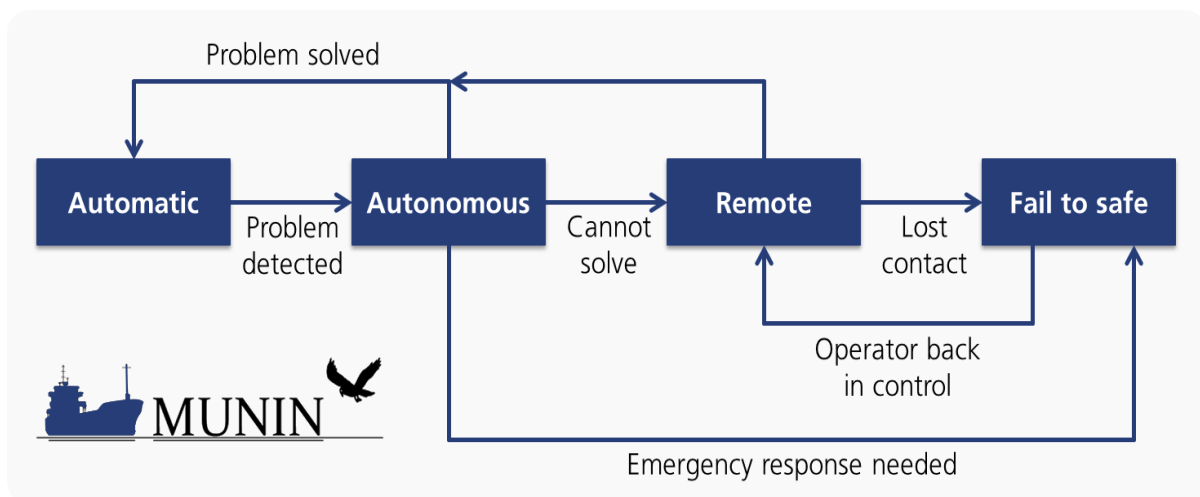 Problem solved
Automatic
Autonomous
Remote
Fail to safe
Problem
detected
Cannot
solve
Lost
contact
Operator back
in control
MUNIN
Emergency response needed